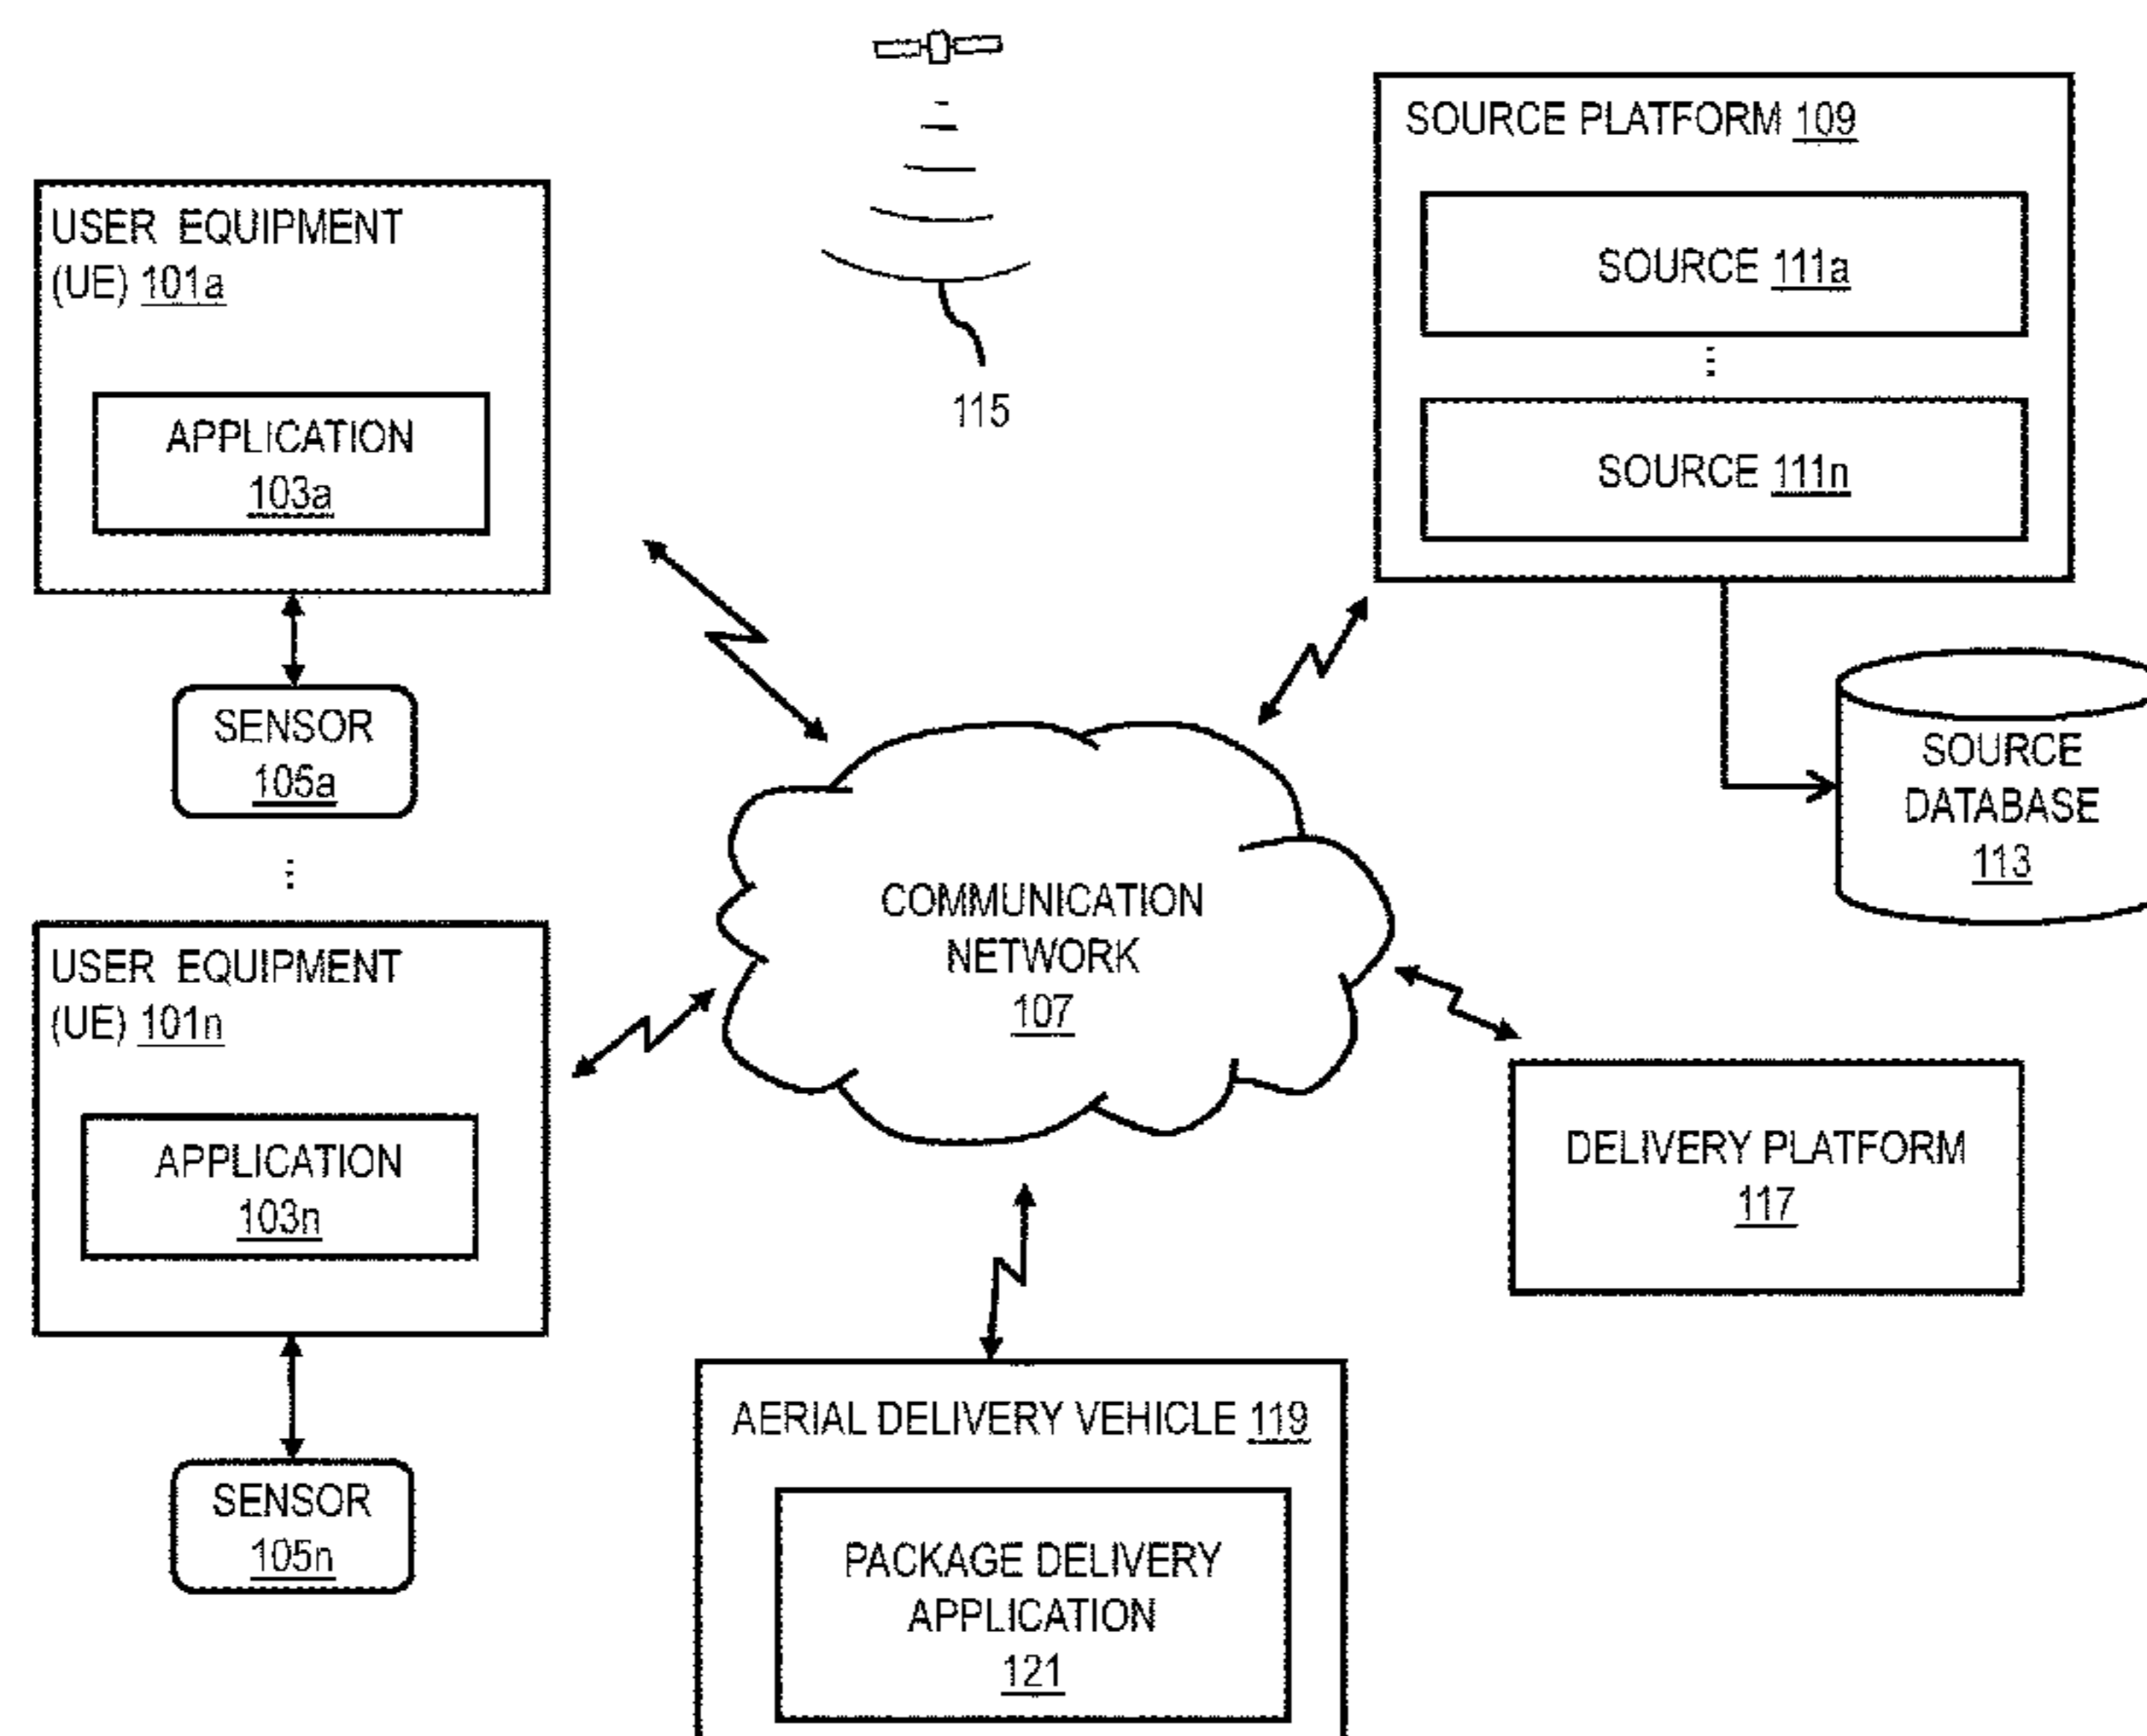 USER EQUIPMENT
(UE) 101a
APPLICATION
103a
SENSOR
105a
⋮
USER EQUIPMENT
(UE) 101n
APPLICATION
103n
SENSOR
105n
115
SOURCE PLATFORM 109
SOURCE 111a
⋮
SOURCE 111n
SOURCE
DATABASE
113
COMMUNICATION
NETWORK
107
DELIVERY PLATFORM
117
AERIAL DELIVERY VEHICLE 119
PACKAGE DELIVERY
APPLICATION
121